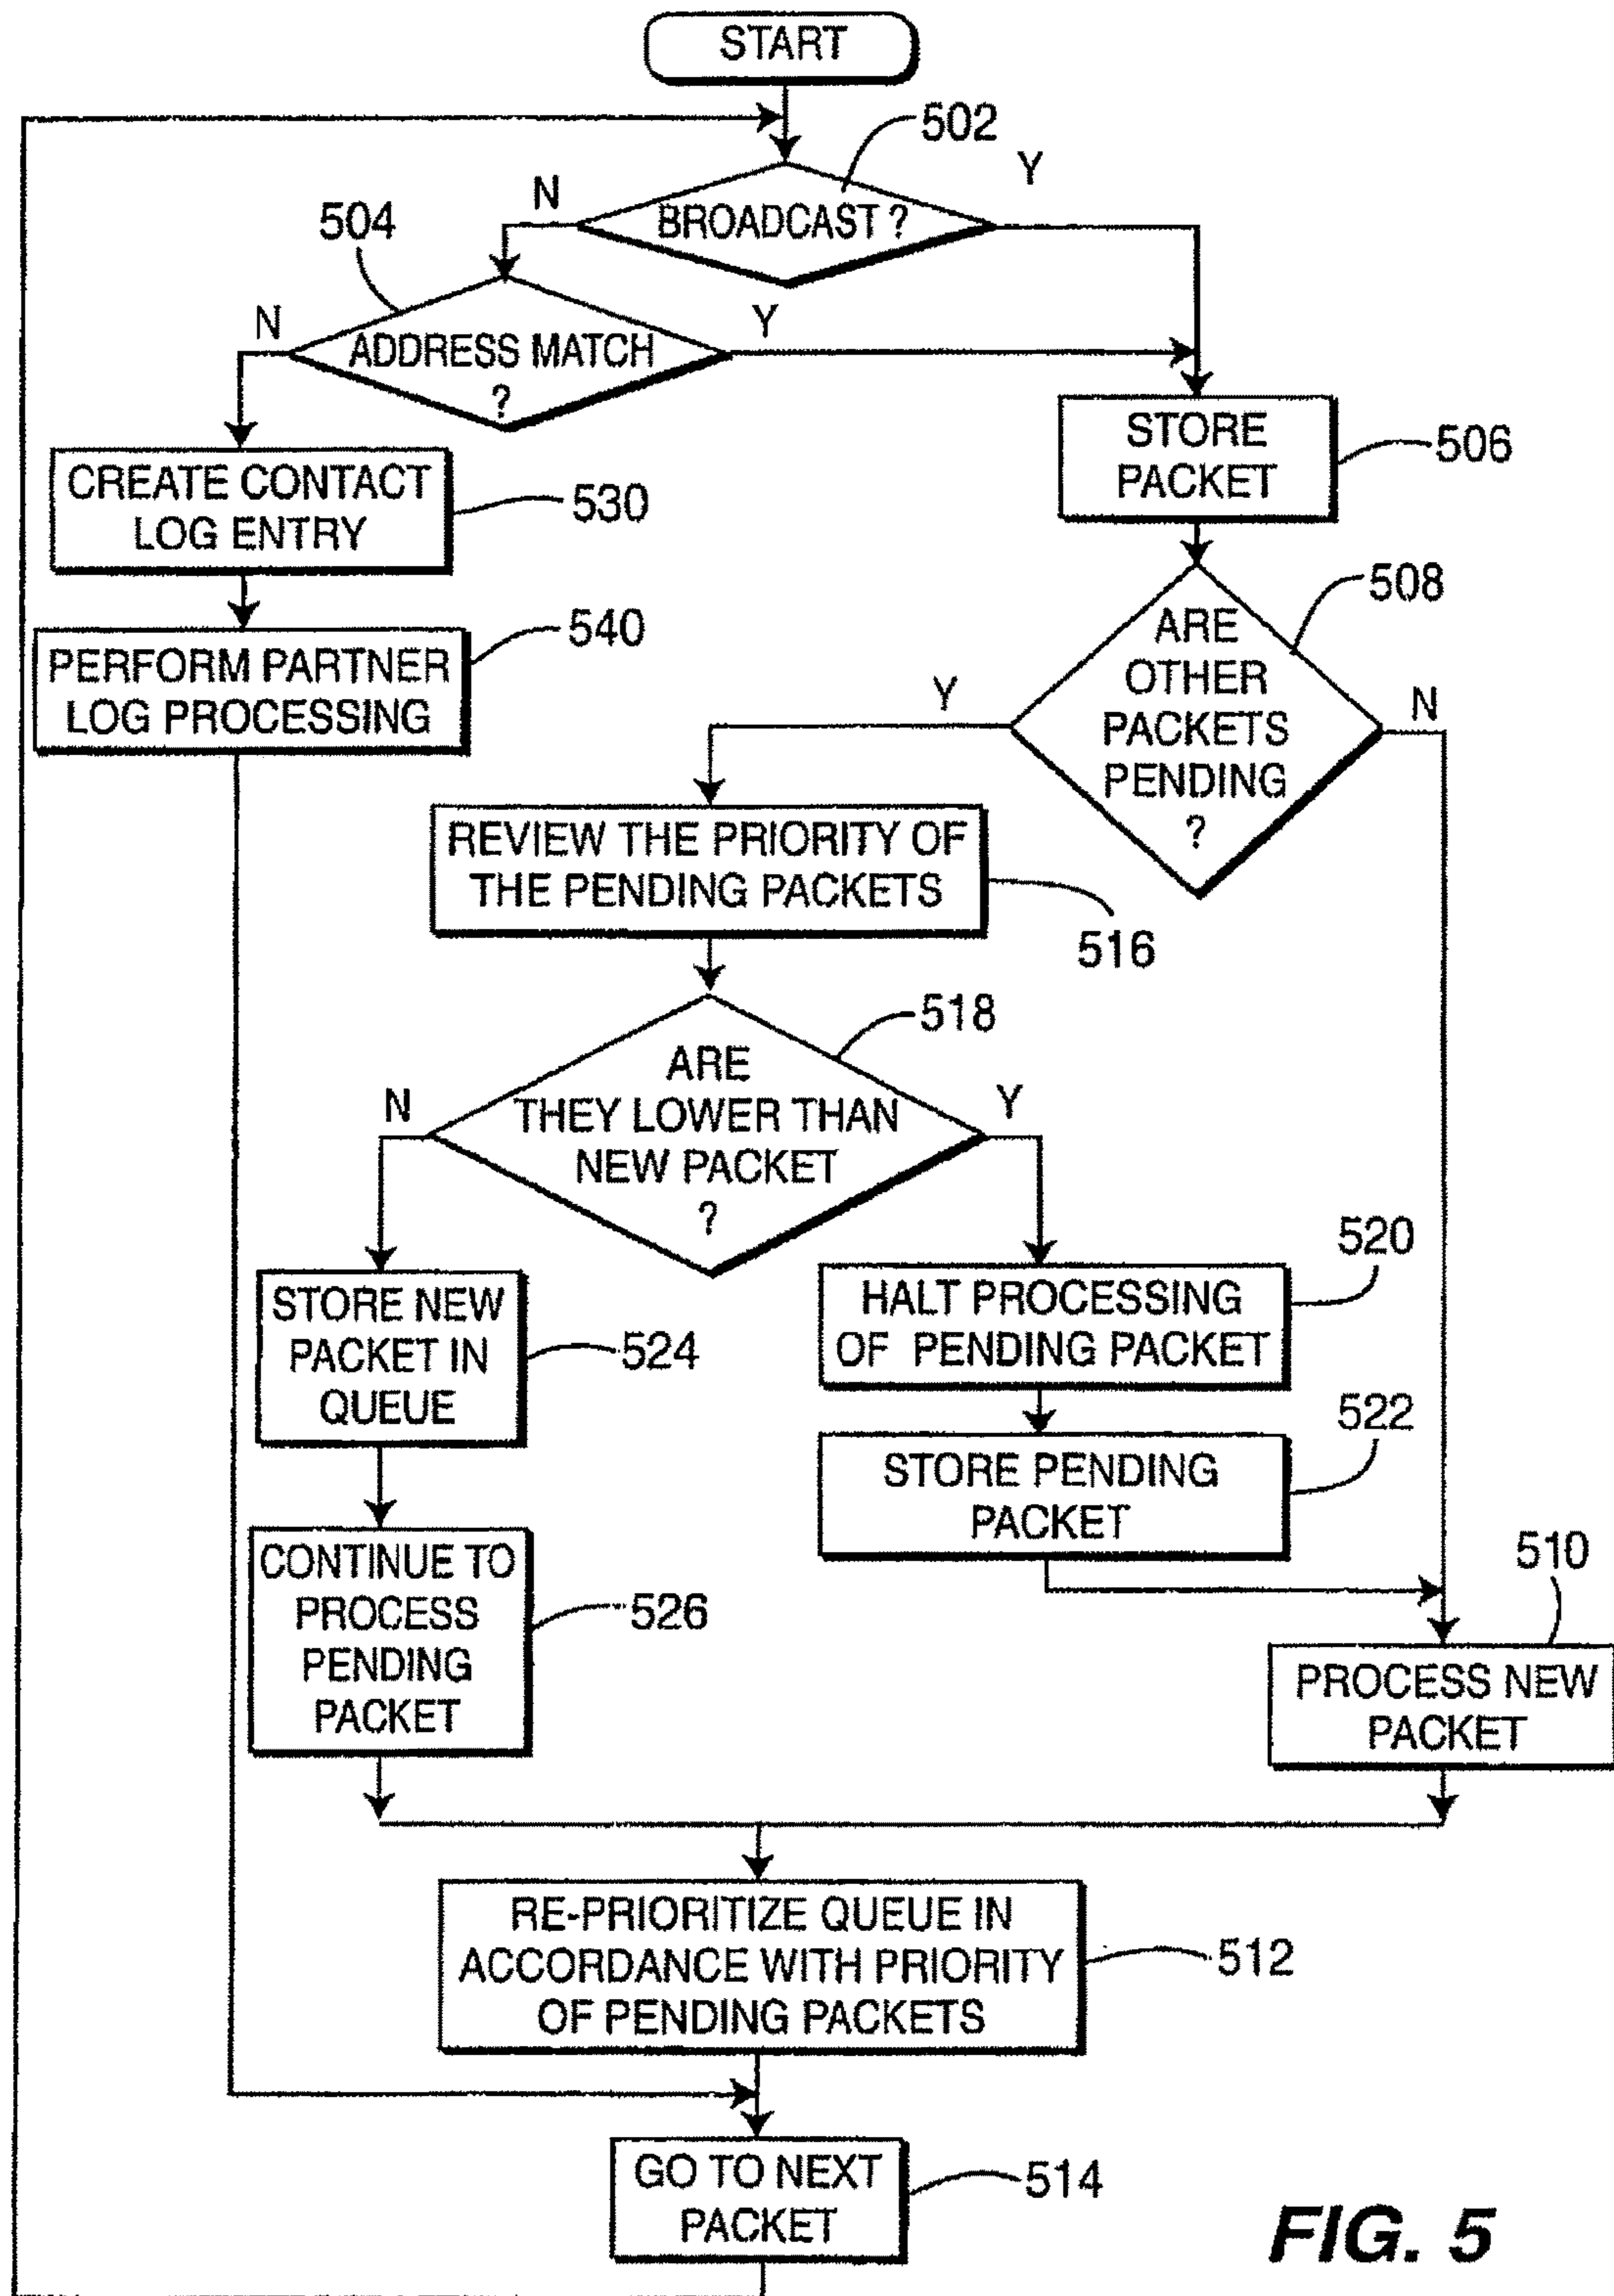 START
502
Y
N
BROADCAST ?
504
N
Y
ADDRESS MATCH
?
STORE
PACKET
506
CREATE CONTACT
LOG ENTRY
530
508
ARE
OTHER
PACKETS
PENDING
?
Y
N
540
PERFORM PARTNER
LOG PROCESSING
REVIEW THE PRIORITY OF
THE PENDING PACKETS
516
518
ARE
THEY LOWER THAN
NEW PACKET
?
N
Y
520
HALT PROCESSING
OF PENDING PACKET
STORE NEW
PACKET IN
QUEUE
524
522
STORE PENDING
PACKET
CONTINUE TO
PROCESS
PENDING
PACKET
526
510
PROCESS NEW
PACKET
RE-PRIORITIZE QUEUE IN
ACCORDANCE WITH PRIORITY
OF PENDING PACKETS
512
GO TO NEXT
PACKET
514
FIG. 5